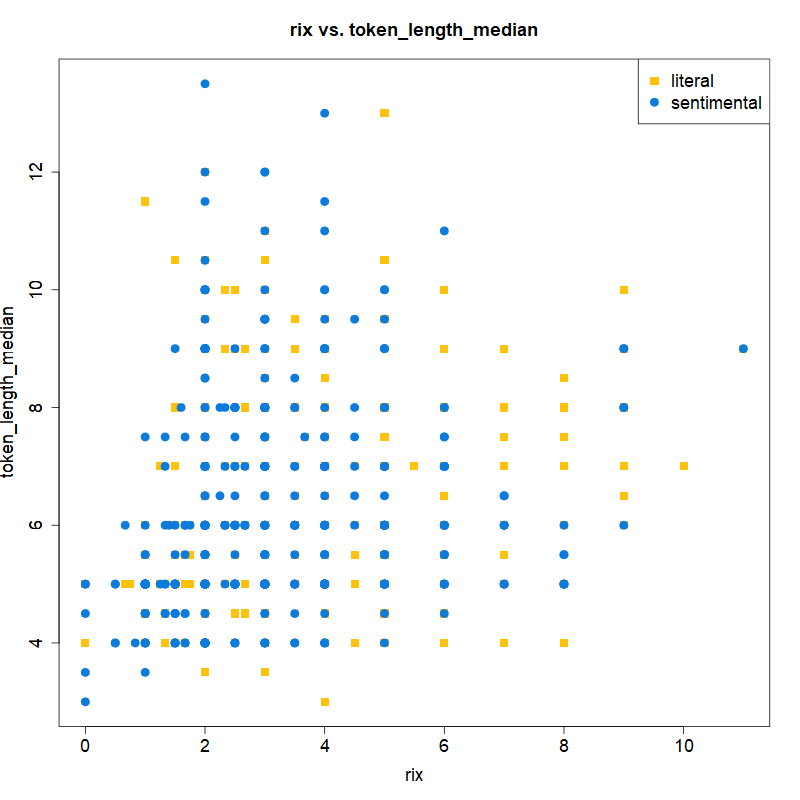 rix vs. token_length_median
literal
sentimental
token_length_median
12
10
8
6
4
0 2 4 6 8 10
rix